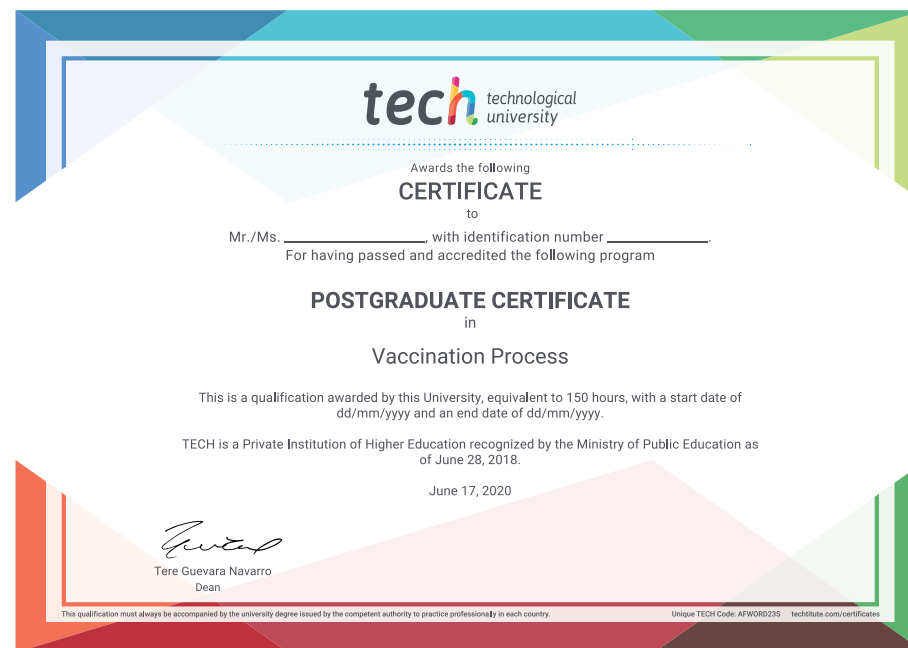 tech technological
university
Awards the following
CERTIFICATE
to
Mr./Ms. ____________________, with identification number ______________.
For having passed and accredited the following program
POSTGRADUATE CERTIFICATE
in
Vaccination Process
This is a qualification awarded by this University, equivalent to 150 hours, with a start date of
dd/mm/yyyy and an end date of dd/mm/yyyy.
TECH is a Private Institution of Higher Education recognized by the Ministry of Public Education as
of June 28, 2018.
June 17, 2020
Tere Guevara Navarro
Dean
This qualification must always be accompanied by the university degree issued by the competent authority to practice professionally in each country. Unique TECH Code: AFWORD23S techtitute.com/certificates